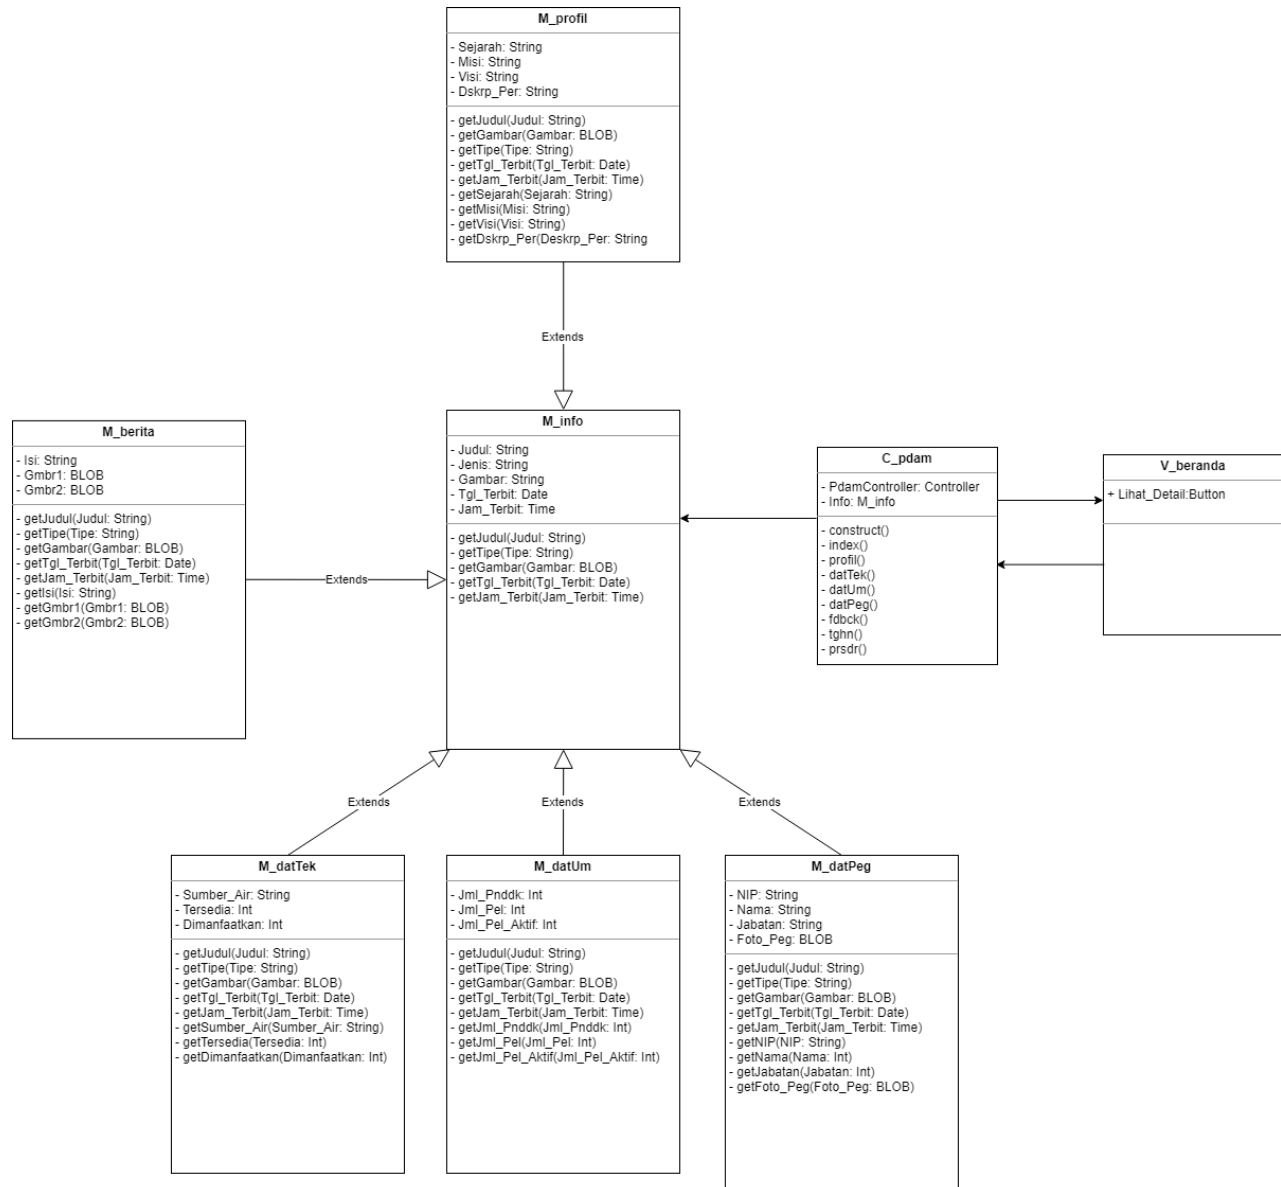 M_profil
- Sejarah: String
- Misi: String
- Visi: String
- Dskrp_Per: String
- getJudul(Judul: String)
- getGambar(Gambar: BLOB)
- getTipe(Tipe: String)
- getTgl_Terbit(Tgl_Terbit: Date)
- getJam_Terbit(Jam_Terbit: Time)
- getSejarah(Sejarah: String)
- getMisi(Misi: String)
- getVisi(Visi: String)
- getDskrp_Per(Deskrp_Per: String
Extends
M_berita
- Isi: String
- Gmbr1: BLOB
- Gmbr2: BLOB
- getJudul(Judul: String)
- getTipe(Tipe: String)
- getGambar(Gambar: BLOB)
- getTgl_Terbit(Tgl_Terbit: Date)
- getJam_Terbit(Jam_Terbit: Time)
- getIsi(Isi: String)
- getGmbr1(Gmbr1: BLOB)
- getGmbr2(Gmbr2: BLOB)
Extends
M_info
- Judul: String
- Jenis: String
- Gambar: String
- Tgl_Terbit: Date
- Jam_Terbit: Time
- getJudul(Judul: String)
- getTipe(Tipe: String)
- getGambar(Gambar: BLOB)
- getTgl_Terbit(Tgl_Terbit: Date)
- getJam_Terbit(Jam_Terbit: Time)
C_pdam
- PdamController: Controller
- Info: M_info
- construct()
- index()
- profil()
- datTek()
- datUm()
- datPeg()
- fdbck()
- tghn()
- prsdr()
V_beranda
+ Lihat_Detail:Button
Extends
Extends
Extends
M_datTek
- Sumber_Air: String
- Tersedia: Int
- Dimanfaatkan: Int
- getJudul(Judul: String)
- getTipe(Tipe: String)
- getGambar(Gambar: BLOB)
- getTgl_Terbit(Tgl_Terbit: Date)
- getJam_Terbit(Jam_Terbit: Time)
- getSumber_Air(Sumber_Air: String)
- getTersedia(Tersedia: Int)
- getDimanfaatkan(Dimanfaatkan: Int)
M_datUm
- Jml_Pnddk: Int
- Jml_Pel: Int
- Jml_Pel_Aktif: Int
- getJudul(Judul: String)
- getTipe(Tipe: String)
- getGambar(Gambar: BLOB)
- getTgl_Terbit(Tgl_Terbit: Date)
- getJam_Terbit(Jam_Terbit: Time)
- getJml_Pnddk(Jml_Pnddk: Int)
- getJml_Pel(Jml_Pel: Int)
- getJml_Pel_Aktif(Jml_Pel_Aktif: Int)
M_datPeg
- NIP: String
- Nama: String
- Jabatan: String
- Foto_Peg: BLOB
- getJudul(Judul: String)
- getTipe(Tipe: String)
- getGambar(Gambar: BLOB)
- getTgl_Terbit(Tgl_Terbit: Date)
- getJam_Terbit(Jam_Terbit: Time)
- getNIP(NIP: String)
- getNama(Nama: Int)
- getJabatan(Jabatan: Int)
- getFoto_Peg(Foto_Peg: BLOB)